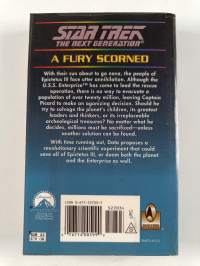 STAR TREK
THE NEXT GENERATION
A FURY SCORNED
With their sun about to go nova, the people of
Epictetus III face utter annihilation. Although the
U.S.S. Enterprise™ has come to lead the rescue
operation, there is no way to evacuate a
population of over twenty million, leaving Captain
Picard to make an agonizing decision. Should he
try to salvage the planet's children, its greatest
leaders and thinkers, or its irreplaceable
archeological treasures? No matter what he
decides, millions must be sacrificed—unless
another solution can be found.
With time running out, Data proposes a
revolutionary scientific experiment that could
save all of Epictetus III, or doom both the planet
and the Enterprise as well.